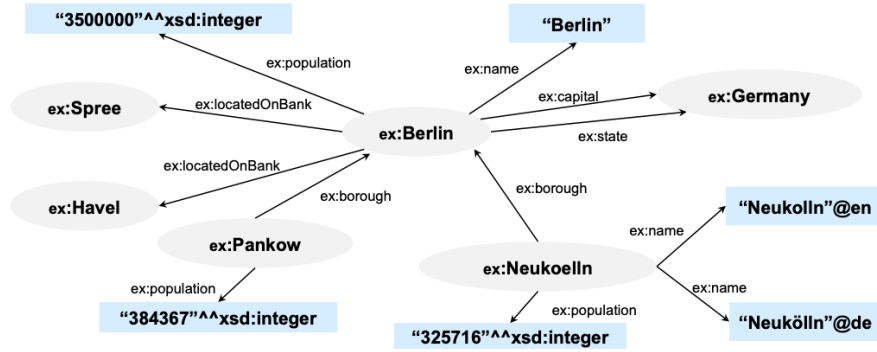 “3500000”^^xsd:integer
“Berlin”
ex:population
ex:name
ex:Spree
ex:locatedOnBank
ex:capital
ex:Germany
ex:Berlin
ex:state
ex:locatedOnBank
ex:borough
ex:borough
ex:Havel
“Neukolln”@en
ex:name
ex:Pankow
ex:Neukoelln
ex:population
ex:name
“384367”^^xsd:integer
ex:population
“Neukölln”@de
“325716”^^xsd:integer